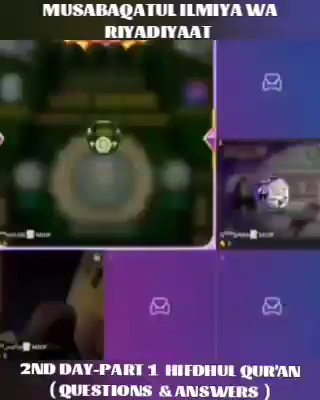 MUSABAQATUL ILMIYA WA
RIYADIYAAT
2ND DAY-PART 1 HIFDHUL QUR'AN
( QUESTIONS & ANSWERS )